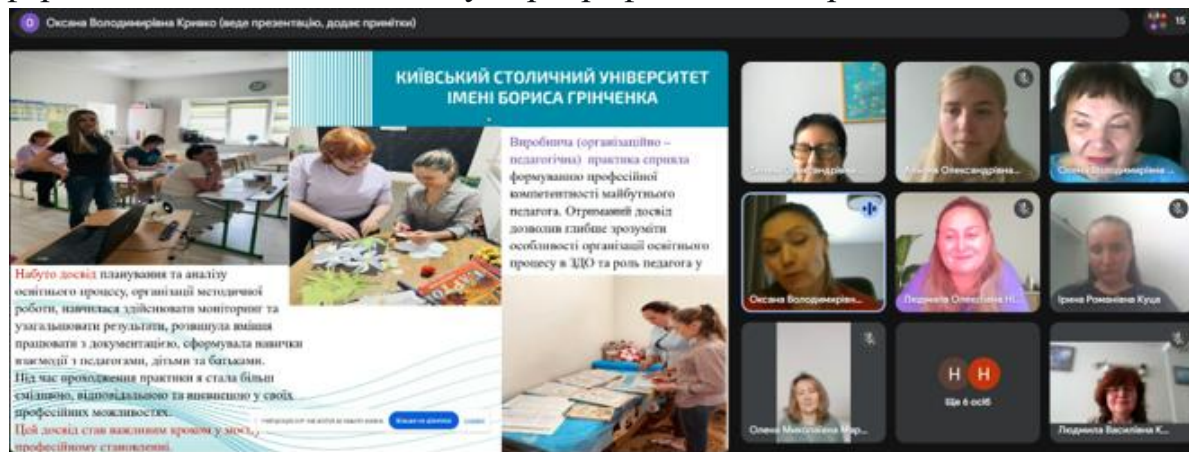 Оксана Володимирівна Кривко (веде презентацію, додає примітки)
15
КИЇВСЬКИЙ СТОЛИЧНИЙ УНІВЕРСИТЕТ
ІМЕНІ БОРИСА ГРІНЧЕНКА
Виробнича (організаційно –
педагогічна) практика сприяла
формуванню професійної
компетентності майбутнього
педагога. Отриманий досвід
дозволив глибше зрозуміти
особливості організації освітнього
процесу в ЗДО та роль педагога у
Набуто досвід планування та аналізу
освітнього процесу, організації методичної
роботи, навчилася здійснювати моніторинг та
узагальнювати результати, розвинула вміння
працювати з документацією, сформувала навички
взаємодії з педагогами, дітьми та батьками.
Під час проходження практики я стала більш
сміливою, відповідальною та впевненою у своїх
професійних можливостях.
Цей досвід став важливим кроком у моєму
професійному становленні.
Олександрівна
Олександрівна...
Володимирівна ...
Оксана Володимирівн...
Людмила Олексіївна Ні...
Ірина Романівна Куца
Олена Миколаївна Мар...
Н Н
Ще 6 осіб
Людмила Василівна К...